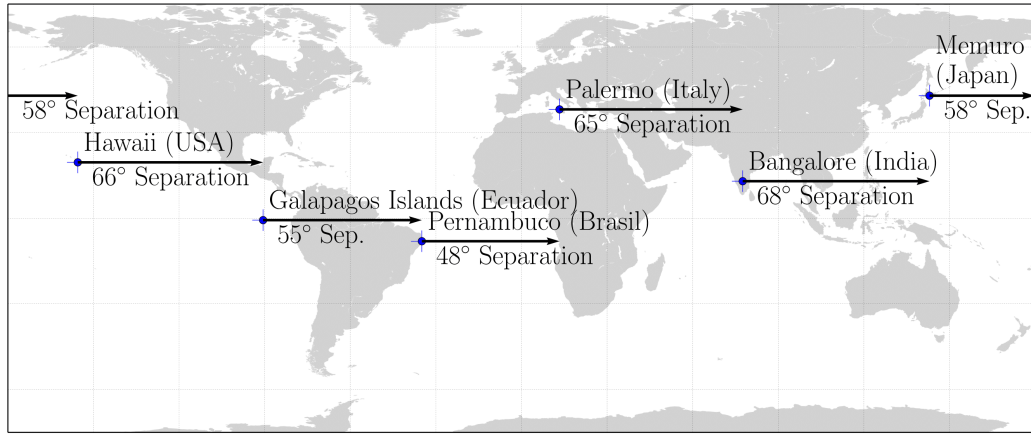 Memuro
(Japan)
58° Sep.
Palermo (Italy)
65° Separation
58° Separation
Hawaii (USA)
66° Separation
Bangalore (India)
68° Separation
Galapagos Islands (Ecuador)
55° Sep.
Pernambuco (Brasil)
48° Separation